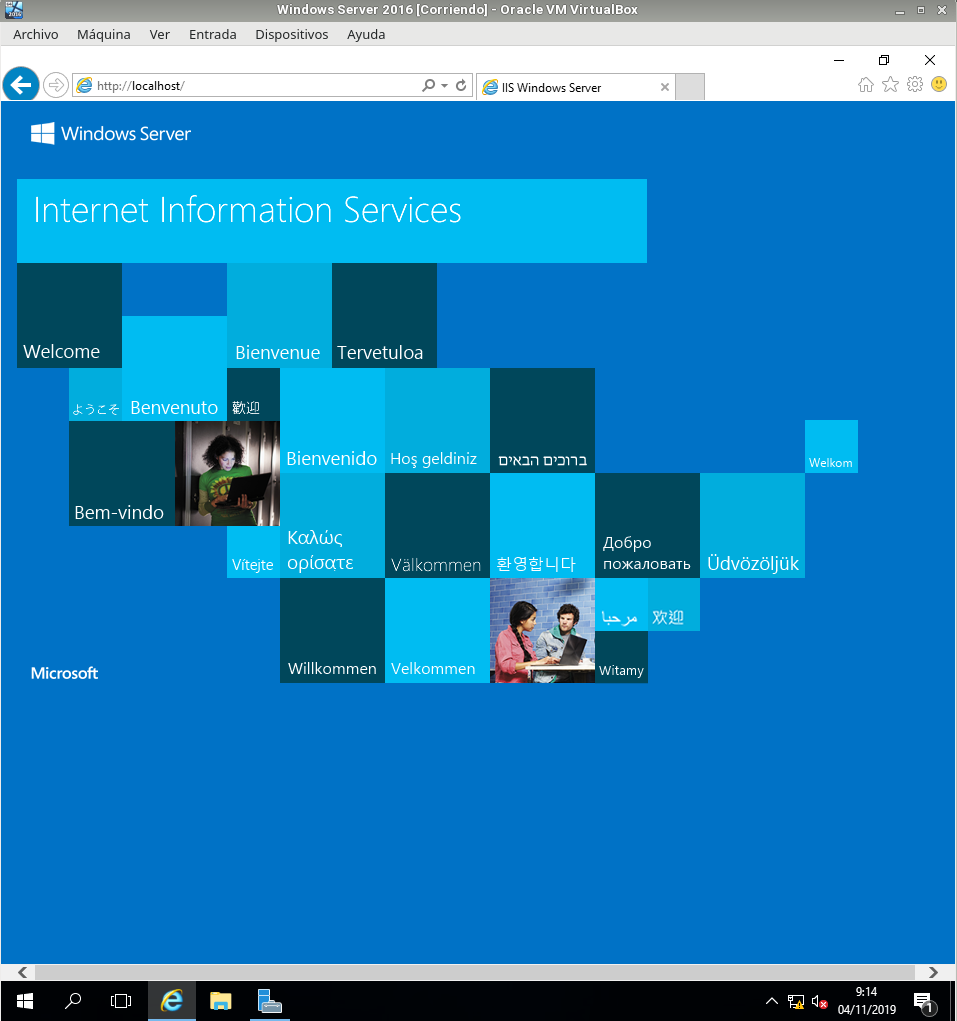 Windows Server 2016 [Corriendo] - Oracle VM VirtualBox
Archivo Máquina Ver Entrada Dispositivos Ayuda
http://localhost/
IIS Windows Server
Windows Server
Internet Information Services
Welcome
Bienvenue
Tervetuloa
ようこそ
Benvenuto
歡迎
Bienvenido
Hoş geldiniz
ברוכים הבאים
Welkom
Bem-vindo
Vítejte
Καλώς
ορίσατε
Välkommen
환영합니다
Добро
пожаловать
Üdvözöljük
Willkommen
Velkommen
مرحبا
欢迎
Witamy
Microsoft
9:14
04/11/2019
1